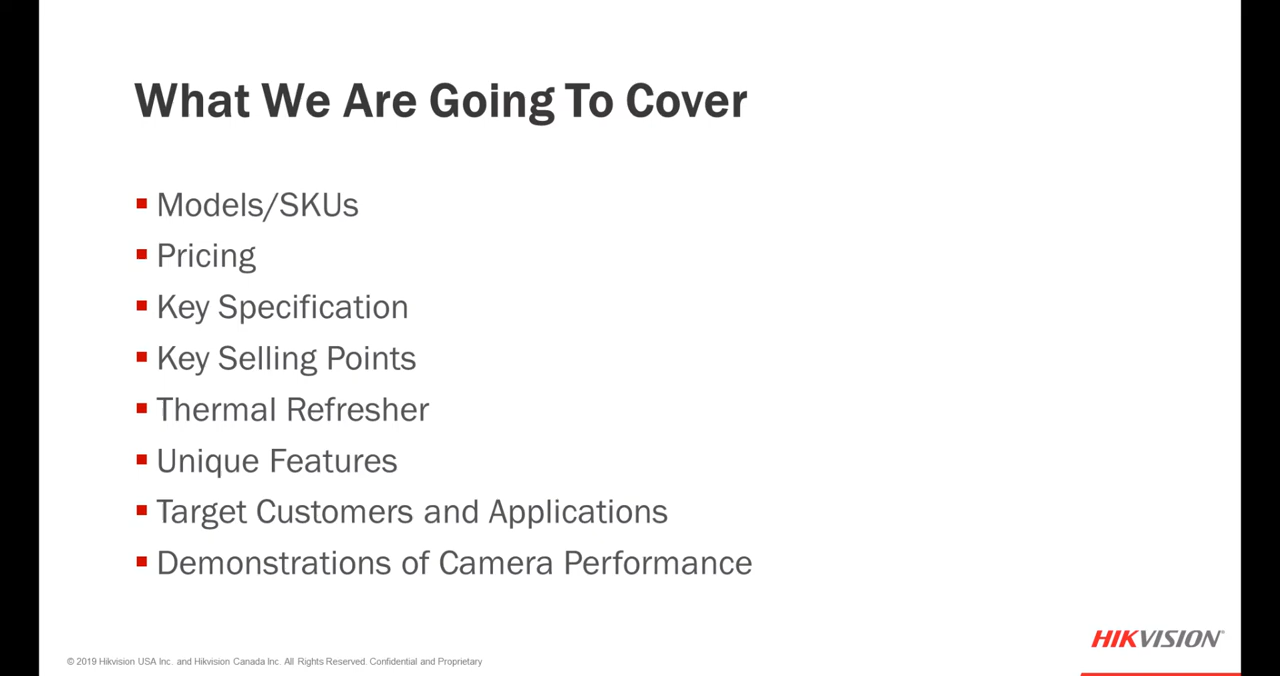 What We Are Going To Cover
Models/SKUs
Pricing
Key Specification
Key Selling Points
Thermal Refresher
Unique Features
Target Customers and Applications
Demonstrations of Camera Performance
HIKVISION®
© 2019 Hikvision USA Inc. and Hikvision Canada Inc. All Rights Reserved. Confidential and Proprietary